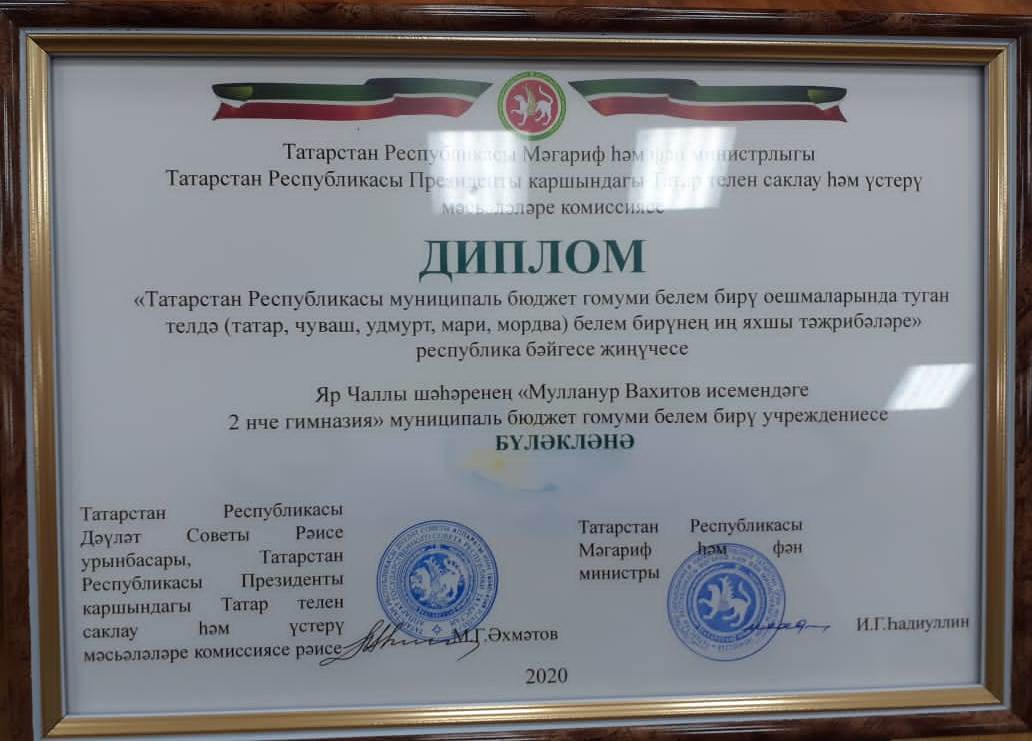 Татарстан Республикасы Мәгариф һәм фән министрлыгы
Татарстан Республикасы Президенты каршындагы Татар телен саклау һәм үстерү
мәсьәләләре комиссиясе
ДИПЛОМ
«Татарстан Республикасы муниципаль бюджет гомуми белем бирү оешмаларында туган
телдә (татар, чуваш, удмурт, мари, мордва) белем бирүнең иң яхшы тәҗрибәләре»
республика бәйгесе җиңүчесе
Яр Чаллы шәһәренең «Мулланур Вахитов исемендәге
2 нче гимназия» муниципаль бюджет гомуми белем бирү учреждениесе
БҮЛӘКЛӘНӘ
Татарстан Республикасы
Дәүләт Советы Рәисе
урынбасары, Татарстан
Республикасы Президенты
каршындагы Татар телен
саклау һәм үстерү
мәсьәләләре комиссиясе рәисе
М.Г.Әхмәтов
Татарстан Республикасы
Мәгариф һәм фән
министры
И.Г.Һадиуллин
2020